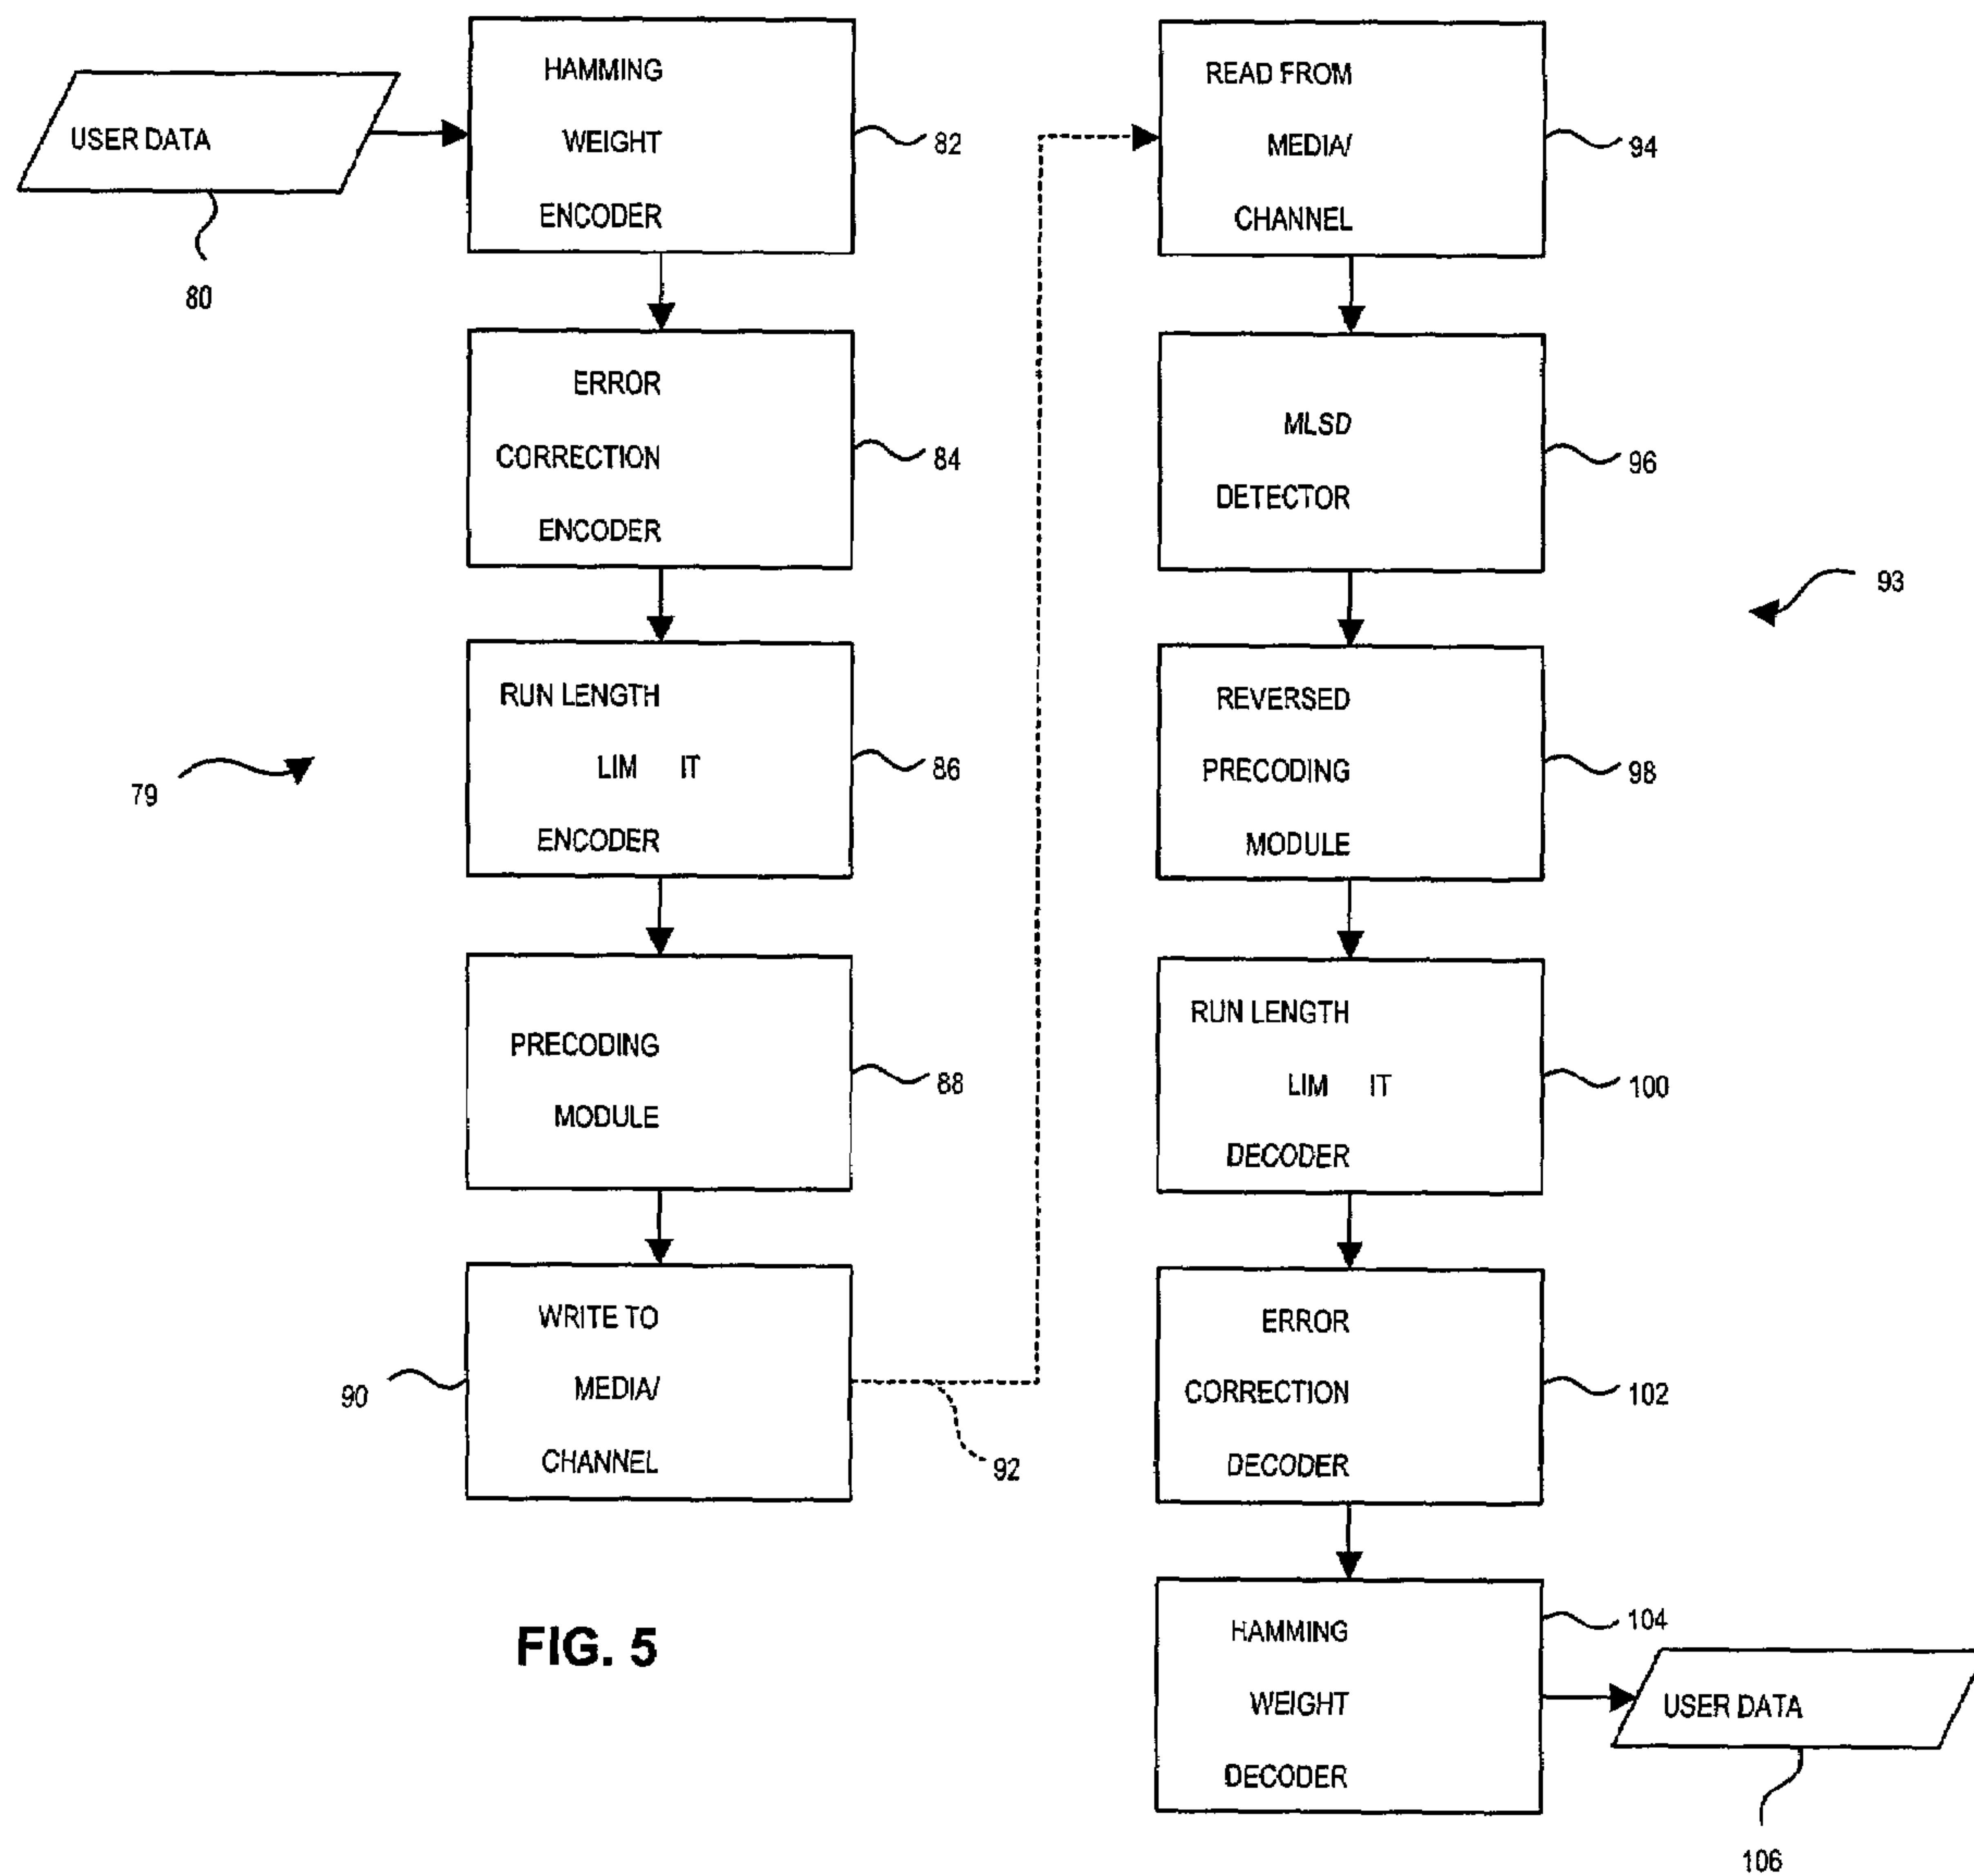 USER DATA
80
HAMMING
WEIGHT
ENCODER
82
ERROR
CORRECTION
ENCODER
84
RUN LENGTH
LIM IT
ENCODER
86
79
PRECODING
MODULE
88
WRITE TO
MEDIA/
CHANNEL
90
92
READ FROM
MEDIA/
CHANNEL
94
MLSD
DETECTOR
96
93
REVERSED
PRECODING
MODULE
98
RUN LENGTH
LIM IT
DECODER
100
ERROR
CORRECTION
DECODER
102
HAMMING
WEIGHT
DECODER
104
USER DATA
106
FIG. 5